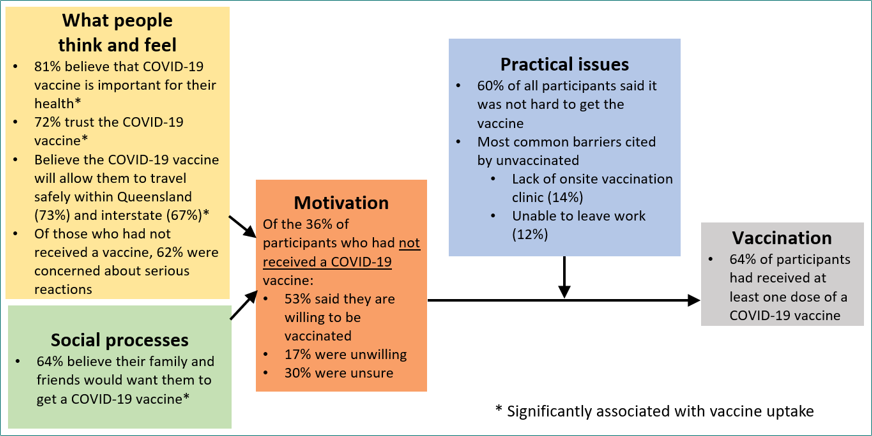 What people
think and feel
• 81% believe that COVID-19
vaccine is important for their
health*
• 72% trust the COVID-19
vaccine*
• Believe the COVID-19 vaccine
will allow them to travel
safely within Queensland
(73%) and interstate (67%)*
• Of those who had not
received a vaccine, 62% were
concerned about serious
reactions
Social processes
• 64% believe their family and
friends would want them to
get a COVID-19 vaccine*
Motivation
Of the 36% of
participants who had not
received a COVID-19
vaccine:
• 53% said they are
willing to be
vaccinated
• 17% were unwilling
• 30% were unsure
Practical issues
• 60% of all participants said it
was not hard to get the
vaccine
• Most common barriers cited
by unvaccinated
• Lack of onsite vaccination
clinic (14%)
• Unable to leave work
(12%)
Vaccination
• 64% of participants
had received at
least one dose of a
COVID-19 vaccine
* Significantly associated with vaccine uptake